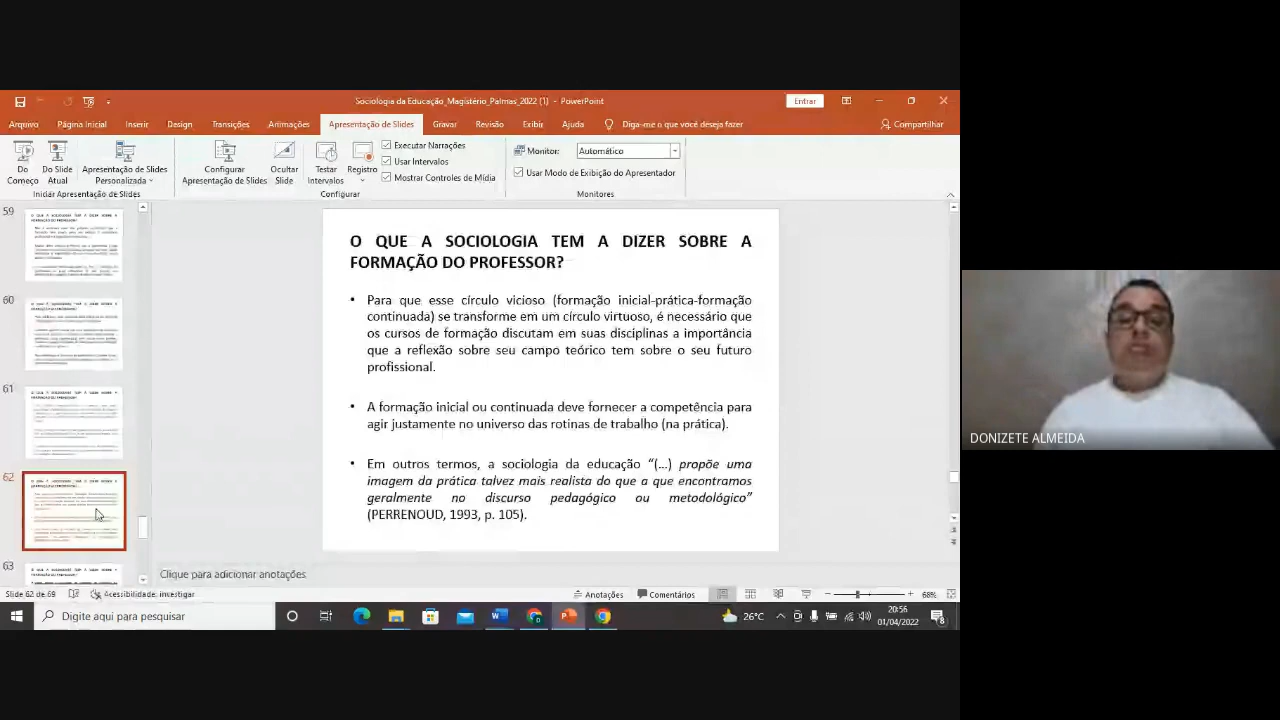 Sociologia da Educação_Magistério_Palmas_2022 (1) - PowerPoint
Entrar
Arquivo Página Inicial Inserir Design Transições Animações Apresentação de Slides Gravar Revisão Exibir Ajuda Diga-me o que você deseja fazer
Compartilhar
Do Começo
Do Slide Atual
Apresentação de Slides Personalizada
Configurar Apresentação de Slides
Ocultar Slide
Testar Intervalos
Registro
Executar Narrações
Usar Intervalos
Mostrar Controles de Mídia
Monitor: Automático
Usar Modo de Exibição do Apresentador
Iniciar Apresentação de Slides
Configurar
Monitores
59
60
61
62
63
O QUE A SOCIOLOGIA TEM A DIZER SOBRE A
FORMAÇÃO DO PROFESSOR?
• Para que esse círculo vicioso (formação inicial-prática-formação
continuada) se transforme em um círculo virtuoso, é necessário que
os cursos de formação discutam em suas disciplinas a importância
que a reflexão sobre o campo teórico tem sobre o seu futuro
profissional.
• A formação inicial ou continuada deve fornecer a competência para
agir justamente nessas rotinas de trabalho (na prática).
• Em outros termos, a sociologia da educação “(...) propõe uma
imagem da prática talvez mais realista do que a que encontramos
geralmente no discurso pedagógico ou metodológico”
(PERRENOUD, 1993, p.
Clique para adicionar anotações
Slide 62 de 69
Acessibilidade: investigar
Anotações
Comentários
68%
Digite aqui para pesquisar
26°C
20:56
01/04/2022
8
DONIZETE ALMEIDA